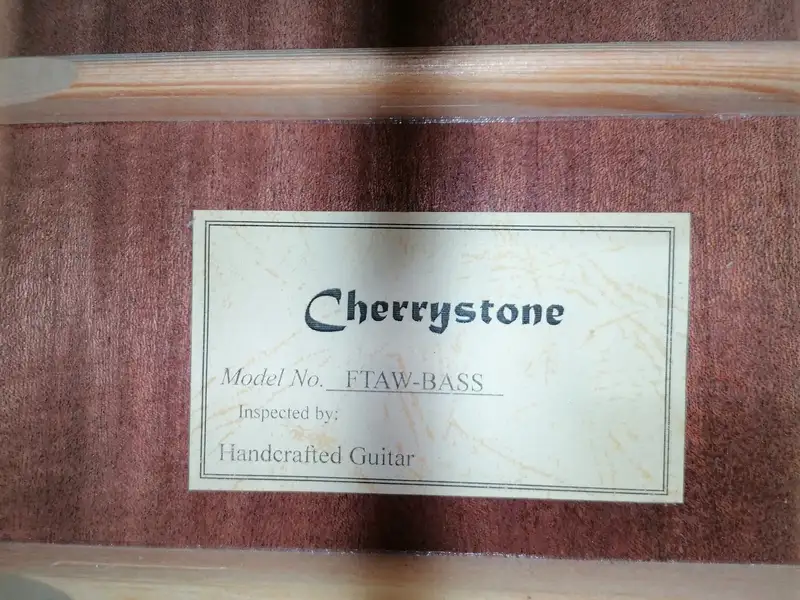 Cherrystone
Model No. FTAW-BASS
Inspected by:
Handcrafted Guitar